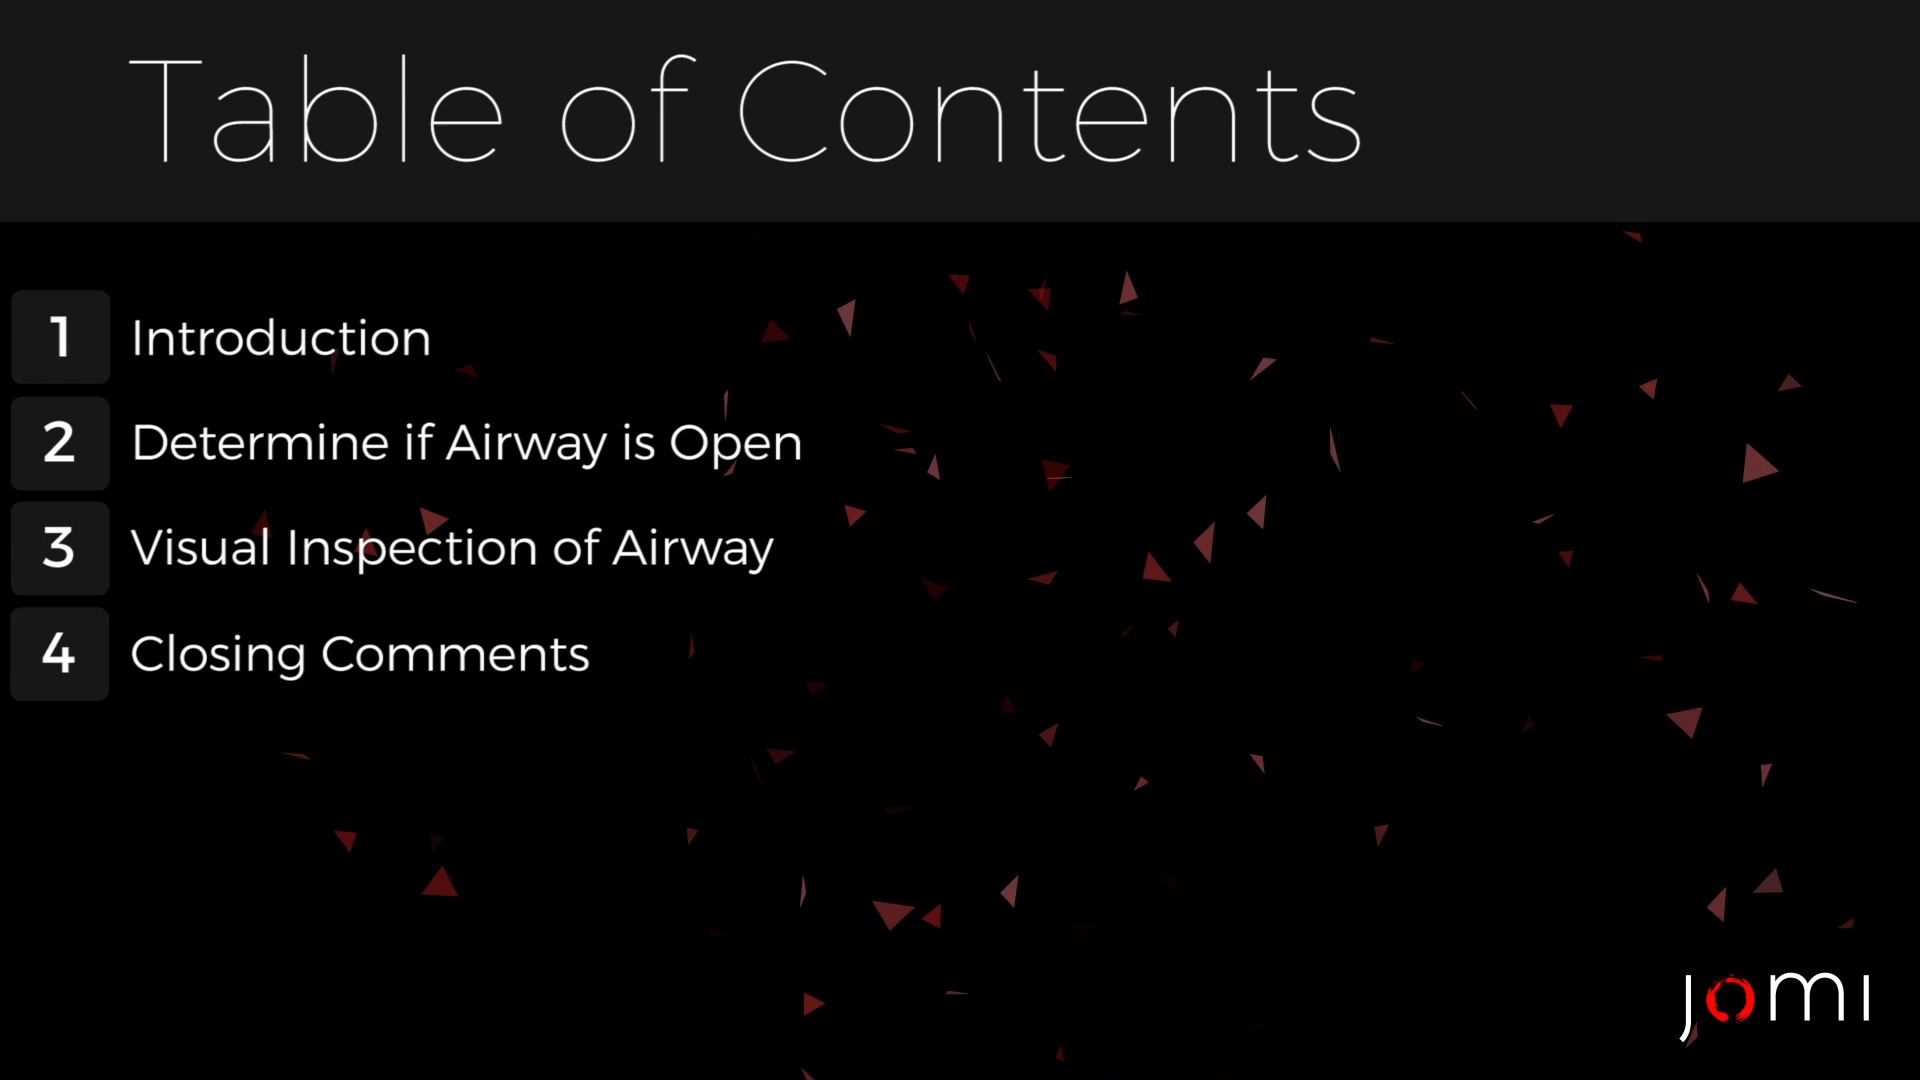 Table of Contents
1 Introduction
2 Determine if Airway is Open
3 Visual Inspection of Airway
4 Closing Comments
jomi